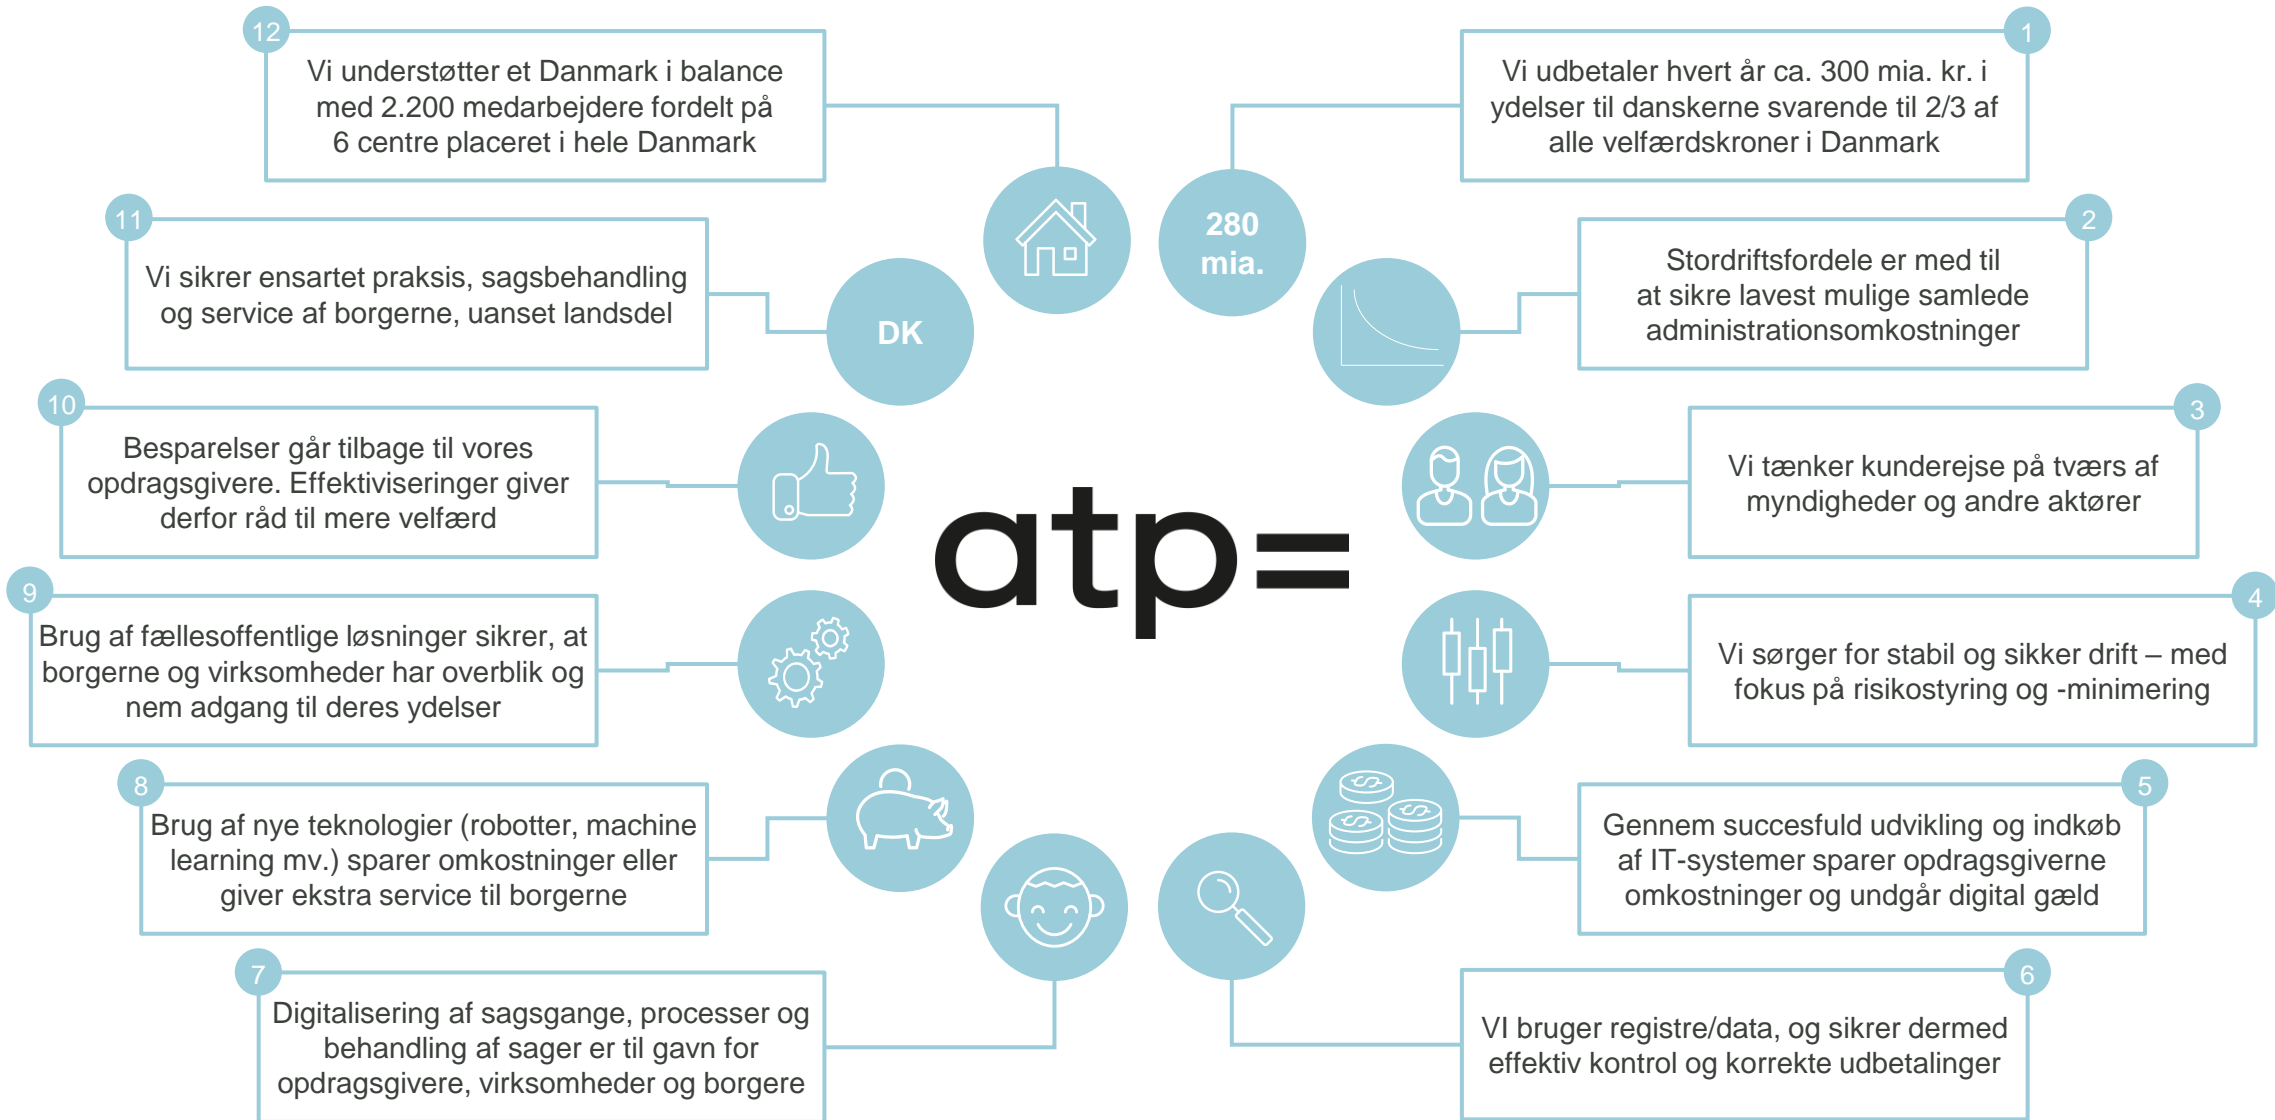 1
Vi udbetaler hvert år ca. 300 mia. kr. i
ydelser til danskerne svarende til 2/3 af
alle velfærdskroner i Danmark
280
mia.
2
Stordriftsfordele er med til
at sikre lavest mulige samlede
administrationsomkostninger
3
Vi tænker kunderejse på tværs af
myndigheder og andre aktører
4
Vi sørger for stabil og sikker drift – med
fokus på risikostyring og -minimering
5
Gennem succesfuld udvikling og indkøb
af IT-systemer sparer opdragsgiverne
omkostninger og undgår digital gæld
6
VI bruger registre/data, og sikrer dermed
effektiv kontrol og korrekte udbetalinger
7
Digitalisering af sagsgange, processer og
behandling af sager er til gavn for
opdragsgivere, virksomheder og borgere
8
Brug af nye teknologier (robotter, machine
learning mv.) sparer omkostninger eller
giver ekstra service til borgerne
9
Brug af fællesoffentlige løsninger sikrer, at
borgerne og virksomheder har overblik og
nem adgang til deres ydelser
10
Besparelser går tilbage til vores
opdragsgivere. Effektiviseringer giver
derfor råd til mere velfærd
11
Vi sikrer ensartet praksis, sagsbehandling
og service af borgerne, uanset landsdel
DK
12
Vi understøtter et Danmark i balance
med 2.200 medarbejdere fordelt på
6 centre placeret i hele Danmark
atp=